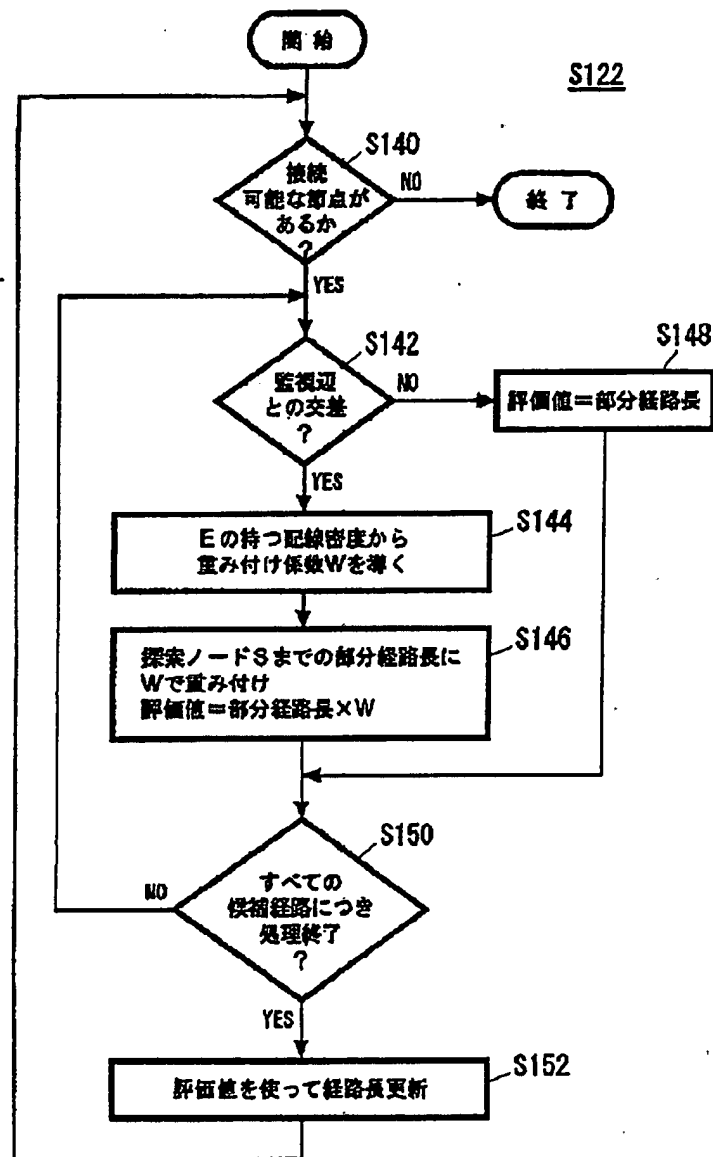 開始
S122
S140
接続
可能な節点が
あるか
?
NO
終了
YES
S142
監視辺
との交差
?
NO
S148
評価値=部分経路長
YES
S144
Eの持つ配線密度から
重み付け係数Wを導く
S146
探索ノードSまでの部分経路長に
Wで重み付け
評価値=部分経路長×W
S150
すべての
候補経路につき
処理終了
?
NO
YES
S152
評価値を使って経路長更新